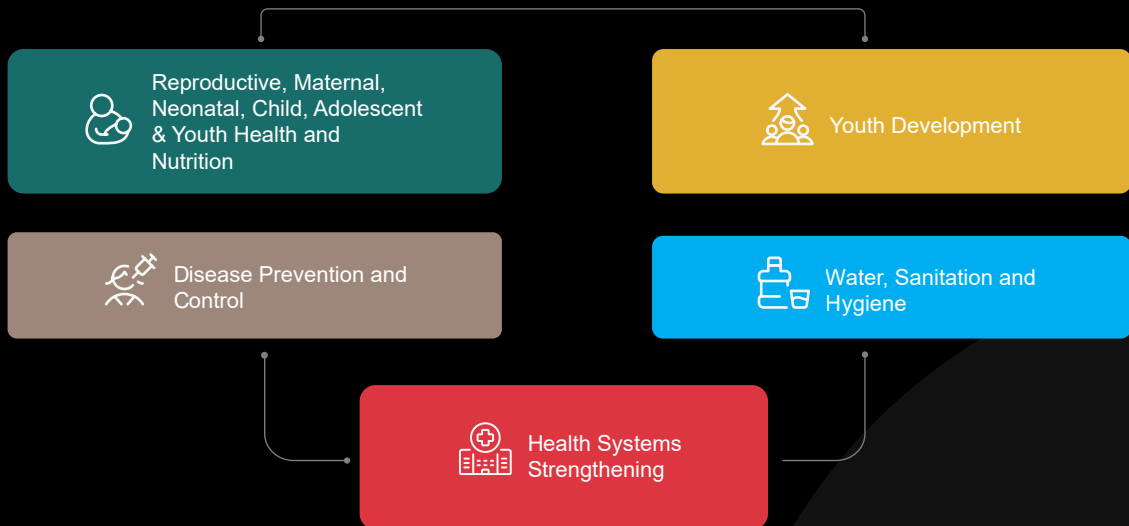 Reproductive, Maternal,
Neonatal, Child, Adolescent
& Youth Health and
Nutrition
Youth Development
Disease Prevention and
Control
Water, Sanitation and
Hygiene
Health Systems
Strengthening